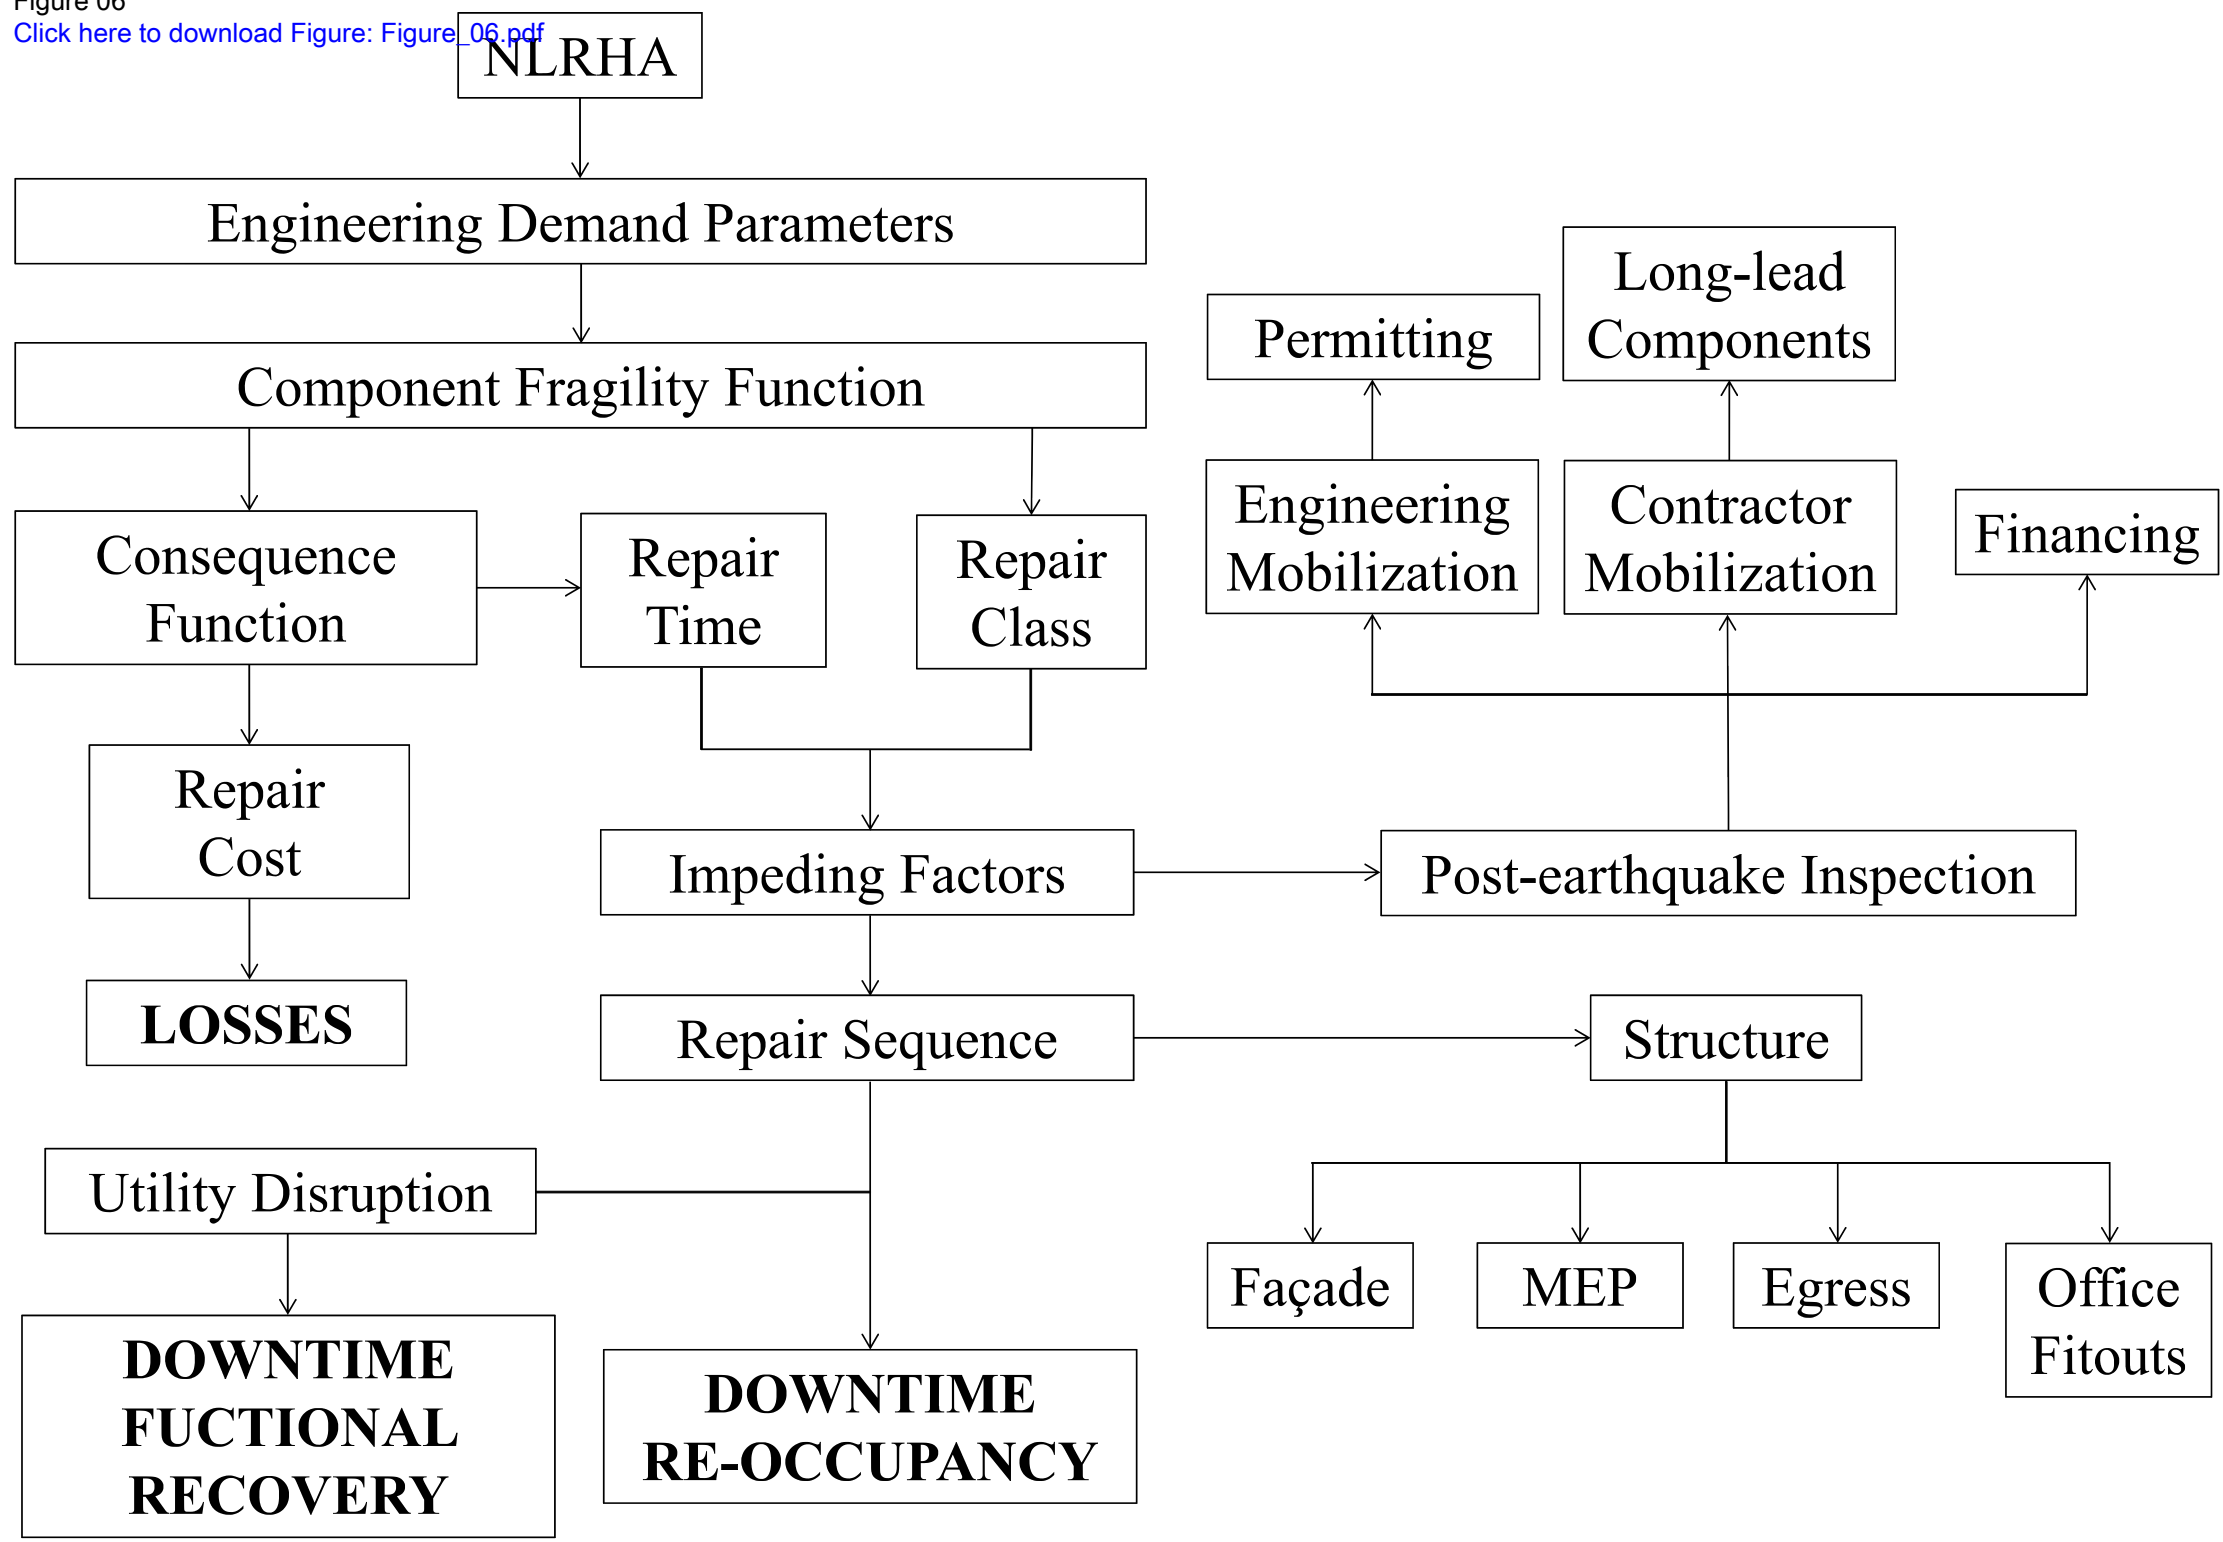 Figure 06
Click here to download Figure: Figure_06.pdf
NLRHA
Engineering Demand Parameters
Component Fragility Function
Consequence
Function
Repair
Time
Repair
Class
Repair
Cost
LOSSES
Impeding Factors
Repair Sequence
Utility Disruption
DOWNTIME
FUCTIONAL
RECOVERY
DOWNTIME
RE-OCCUPANCY
Permitting
Long-lead
Components
Engineering
Mobilization
Contractor
Mobilization
Financing
Post-earthquake Inspection
Structure
Façade
MEP
Egress
Office
Fitouts